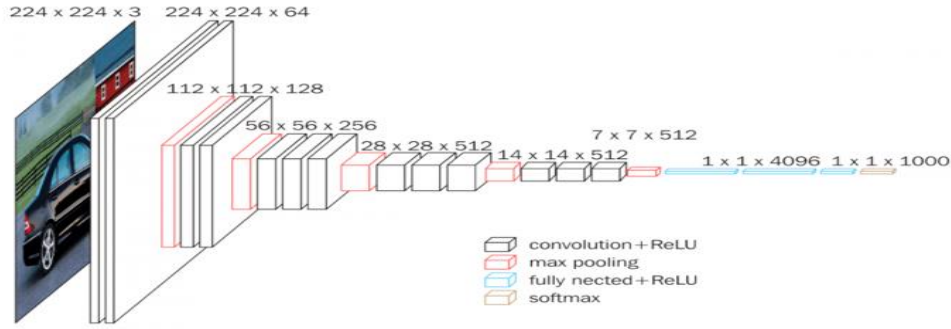 224 x 224 x 3
224 x 224 x 64
112 x 112 x 128
56 x 56 x 256
28 x 28 x 512
14 x 14 x 512
7 x 7 x 512
1 x 1 x 4096
1 x 1 x 1000
convolution+ReLU
max pooling
fully nected+ReLU
softmax